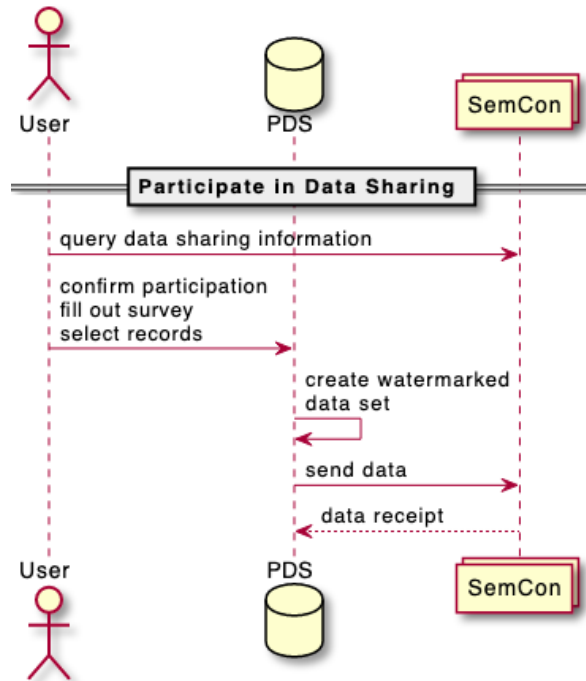 User
PDS
SemCon
Participate in Data Sharing
query data sharing information
confirm participation
fill out survey
select records
create watermarked
data set
send data
data receipt
User
PDS
SemCon